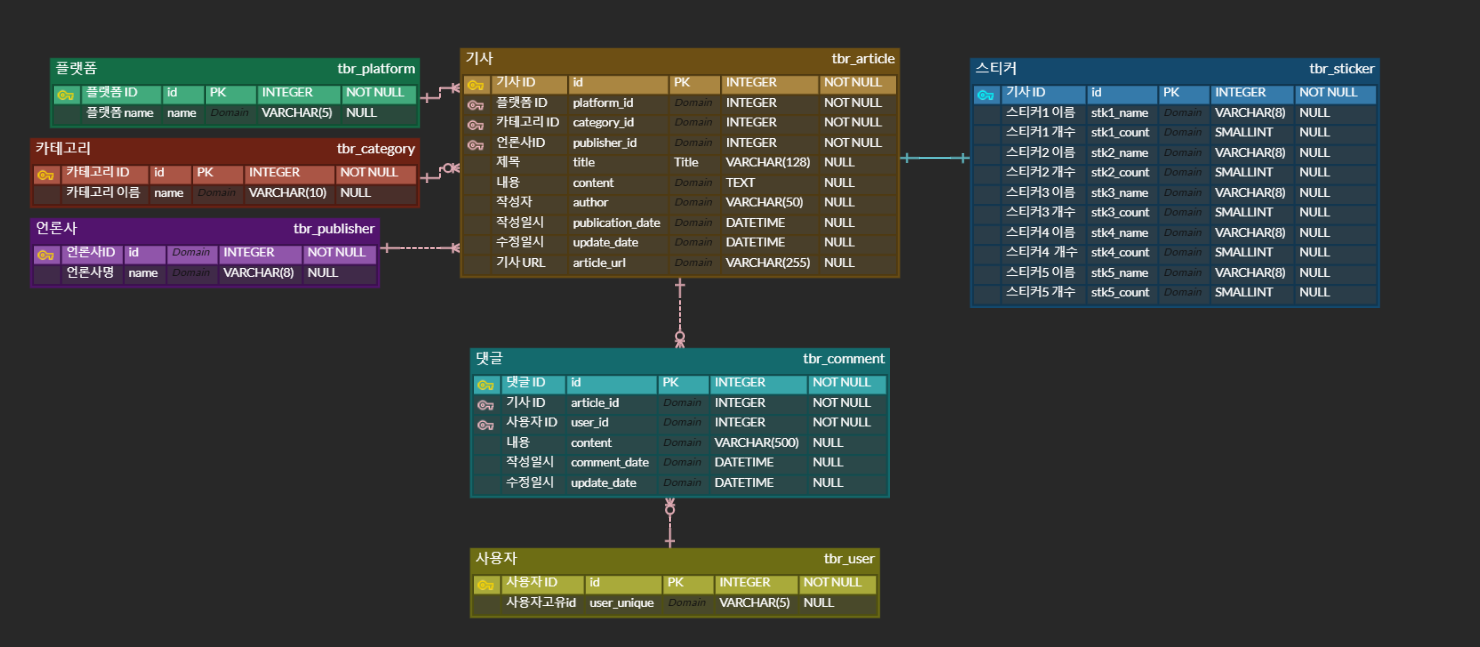 플랫폼 tbr_platform
플랫폼 ID id PK INTEGER NOT NULL
플랫폼 name name Domain VARCHAR(5) NULL
카테고리 tbr_category
카테고리 ID id PK INTEGER NOT NULL
카테고리 이름 name Domain VARCHAR(10) NULL
언론사 tbr_publisher
언론사ID id Domain INTEGER NOT NULL
언론사명 name Domain VARCHAR(8) NULL
기사 tbr_article
기사 ID id PK INTEGER NOT NULL
플랫폼 ID platform_id Domain INTEGER NOT NULL
카테고리 ID category_id Domain INTEGER NOT NULL
언론사ID publisher_id Domain INTEGER NOT NULL
제목 title Title VARCHAR(128) NULL
내용 content Domain TEXT NULL
작성자 author Domain VARCHAR(50) NULL
작성일시 publication_date Domain DATETIME NULL
수정일시 update_date Domain DATETIME NULL
기사 URL article_url Domain VARCHAR(255) NULL
스티커 tbr_sticker
기사 ID id PK INTEGER NOT NULL
스티커1 이름 stk1_name Domain VARCHAR(8) NULL
스티커1 개수 stk1_count Domain SMALLINT NULL
스티커2 이름 stk2_name Domain VARCHAR(8) NULL
스티커2 개수 stk2_count Domain SMALLINT NULL
스티커3 이름 stk3_name Domain VARCHAR(8) NULL
스티커3 개수 stk3_count Domain SMALLINT NULL
스티커4 이름 stk4_name Domain VARCHAR(8) NULL
스티커4 개수 stk4_count Domain SMALLINT NULL
스티커5 이름 stk5_name Domain VARCHAR(8) NULL
스티커5 개수 stk5_count Domain SMALLINT NULL
댓글 tbr_comment
댓글 ID id PK INTEGER NOT NULL
기사 ID article_id Domain INTEGER NOT NULL
사용자 ID user_id Domain INTEGER NOT NULL
내용 content Domain VARCHAR(500) NULL
작성일시 comment_date Domain DATETIME NULL
수정일시 update_date Domain DATETIME NULL
사용자 tbr_user
사용자 ID id PK INTEGER NOT NULL
사용자고유id user_unique Domain VARCHAR(5) NULL